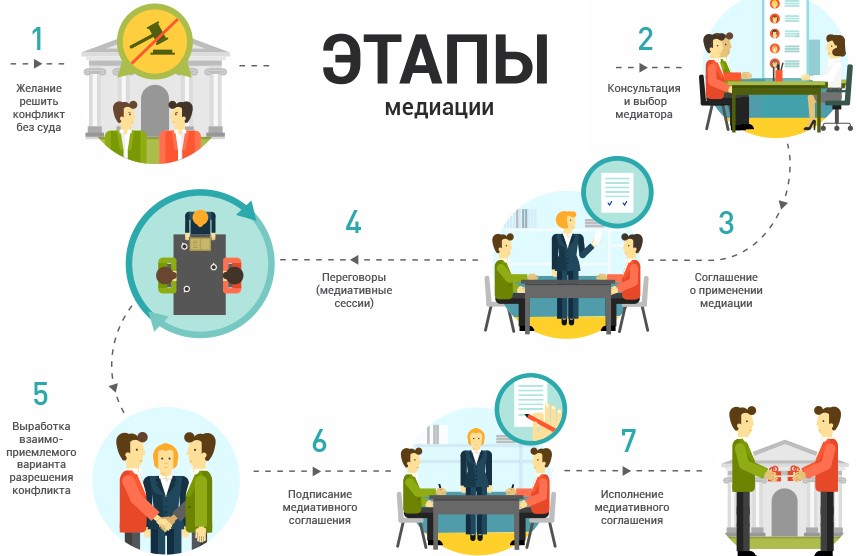 ЭТАПЫ
медиации
1
Желание
решить
конфликт
без суда
2
Консультация
и выбор
медиатора
3
Соглашение
о применении
медиации
4
Переговоры
(медиативные
сессии)
5
Выработка
взаимо-
приемлемого
варианта
разрешения
конфликта
6
Подписание
медиативного
соглашения
7
Исполнение
медиативного
соглашения